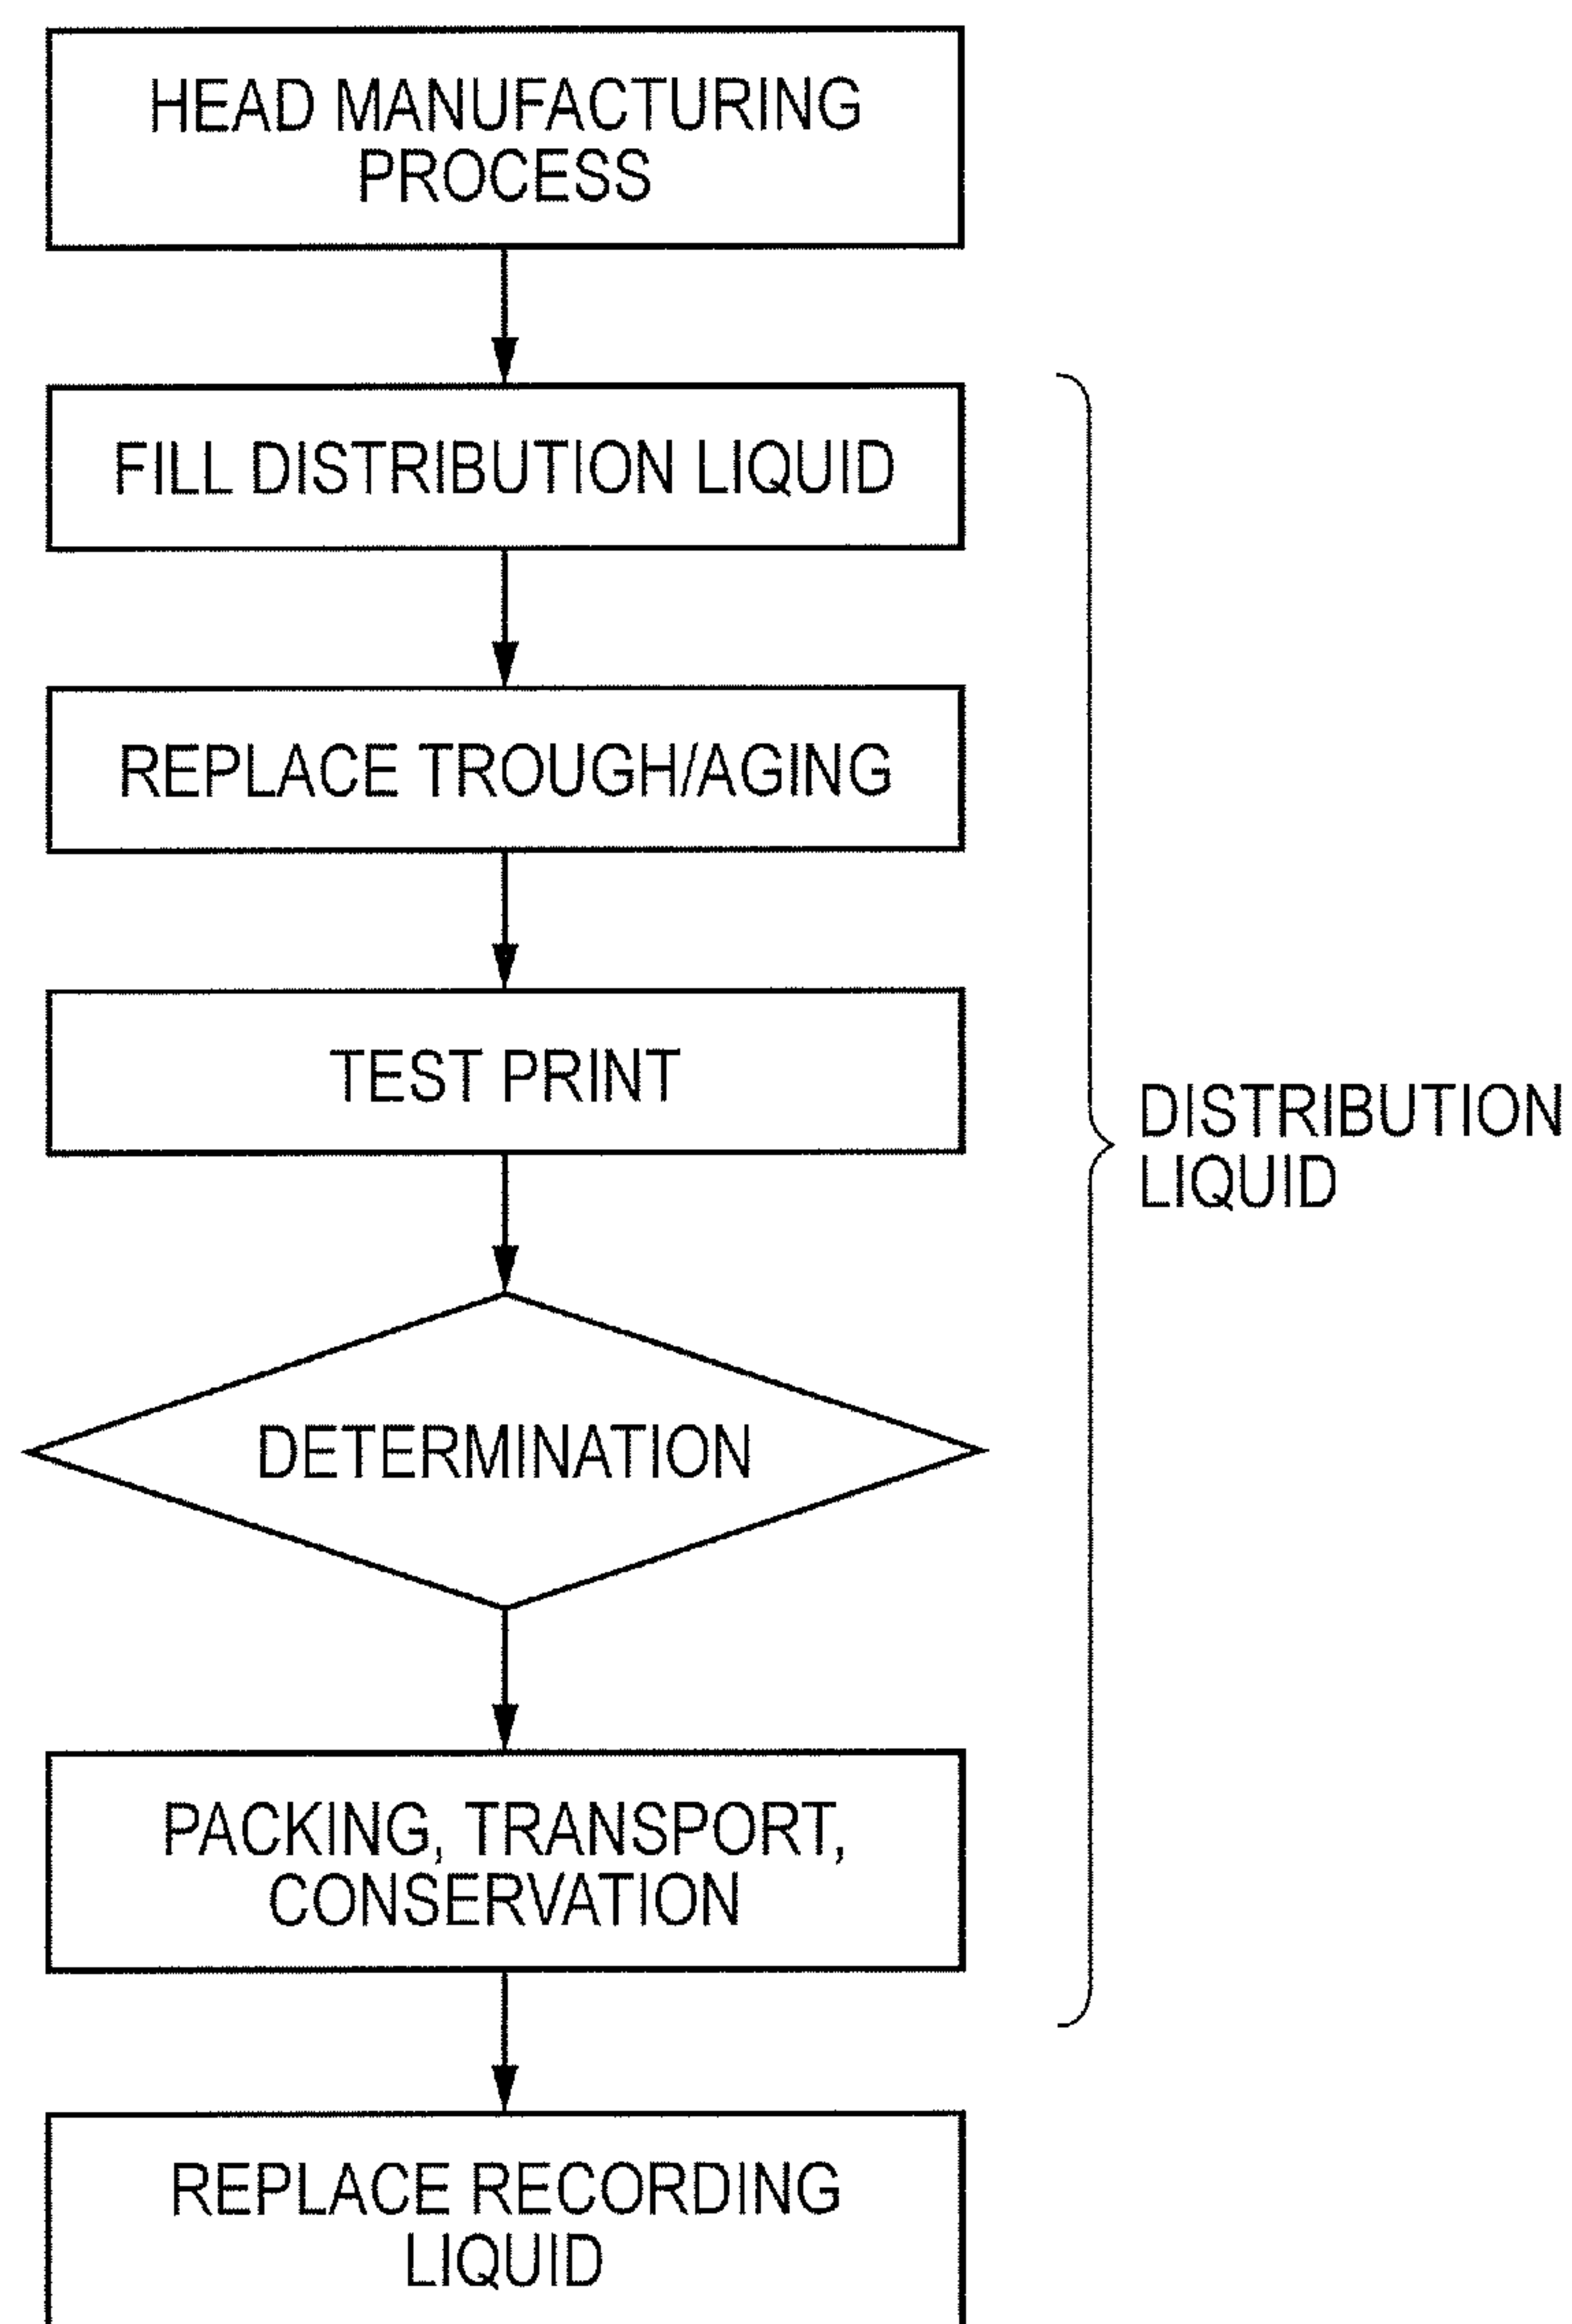 HEAD MANUFACTURING
PROCESS
FILL DISTRIBUTION LIQUID
REPLACE TROUGH/AGING
TEST PRINT
DISTRIBUTION
LIQUID
DETERMINATION
PACKING, TRANSPORT,
CONSERVATION
REPLACE RECORDING
LIQUID